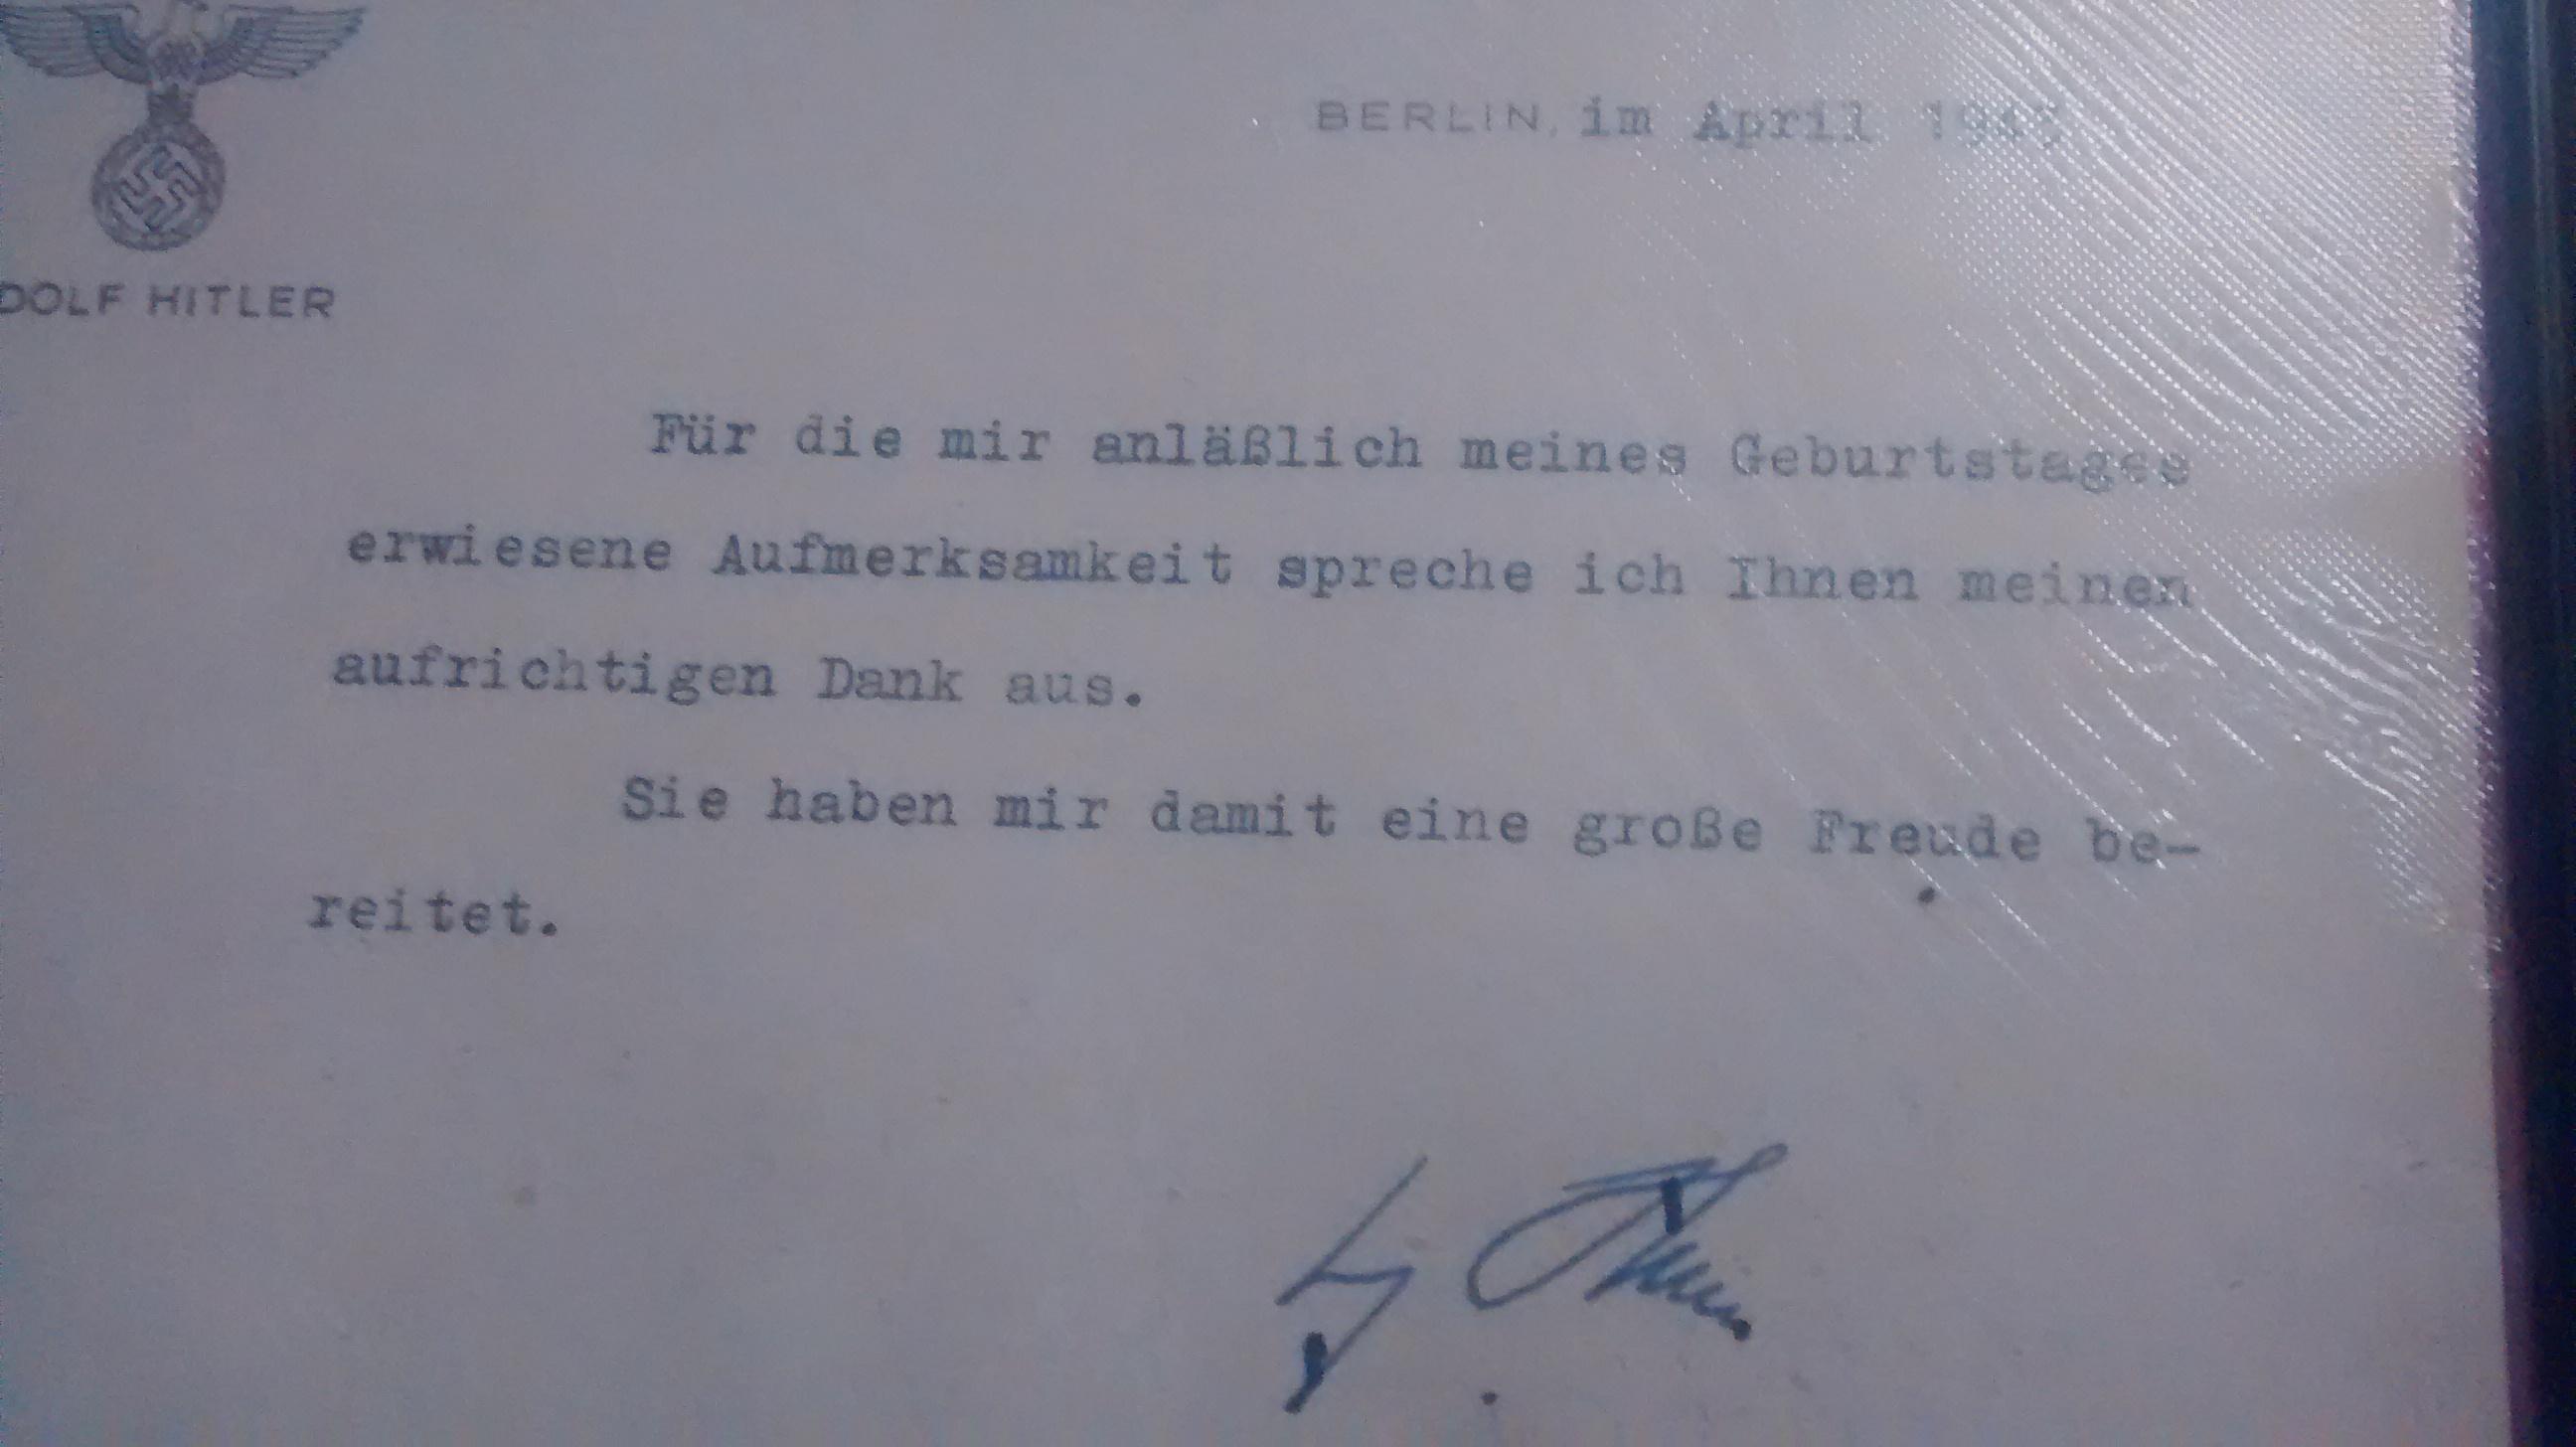 BERLIN, im April
DOLF HITLER
Für die mir anläßlich meines Geburtstages
erwiesene Aufmerksamkeit spreche ich Ihnen meinen
aufrichtigen Dank aus.
Sie haben mir damit eine große Freude be-
reitet.